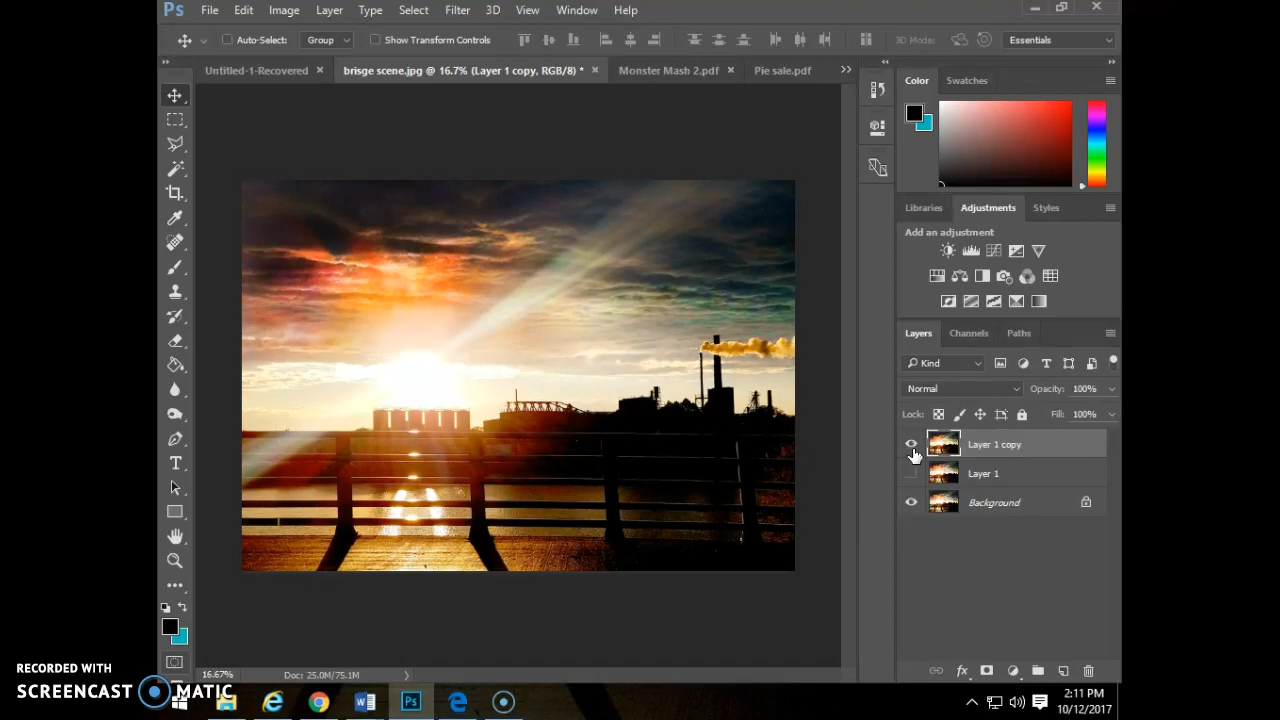 Ps File Edit Image Layer Type Select Filter 3D View Window Help
Auto-Select: Group Show Transform Controls 3D Mode: Essentials
Untitled-1-Recovered × brisge scene.jpg @ 16.7% (Layer 1 copy, RGB/8) * × Monster Mash 2.pdf × Pie sale.pdf
Color Swatches
Libraries Adjustments Styles
Add an adjustment
Layers Channels Paths
Kind
Normal Opacity: 100%
Lock: Fill: 100%
Layer 1 copy
Layer 1
Background
16.67% Doc: 25.0M/75.1M
RECORDED WITH
SCREENCAST MATIC
Ps
2:11 PM
10/12/2017